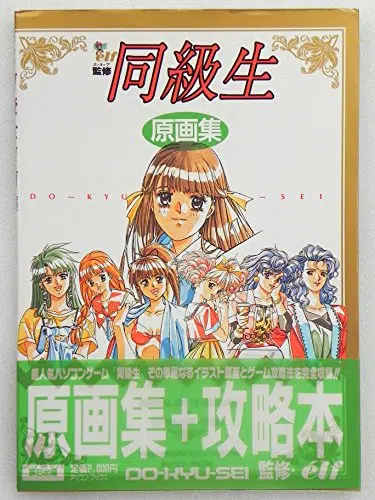 elf
エ・ル・フ
監修
同級生
原画集
DO-KYU-SEI
超人気パソコンゲーム「同級生」その華麗なるイラスト原画とゲーム攻略法を完全収録!!
原画集+攻略本
定価2,000円
DO-KYU-SEI 監修・elf